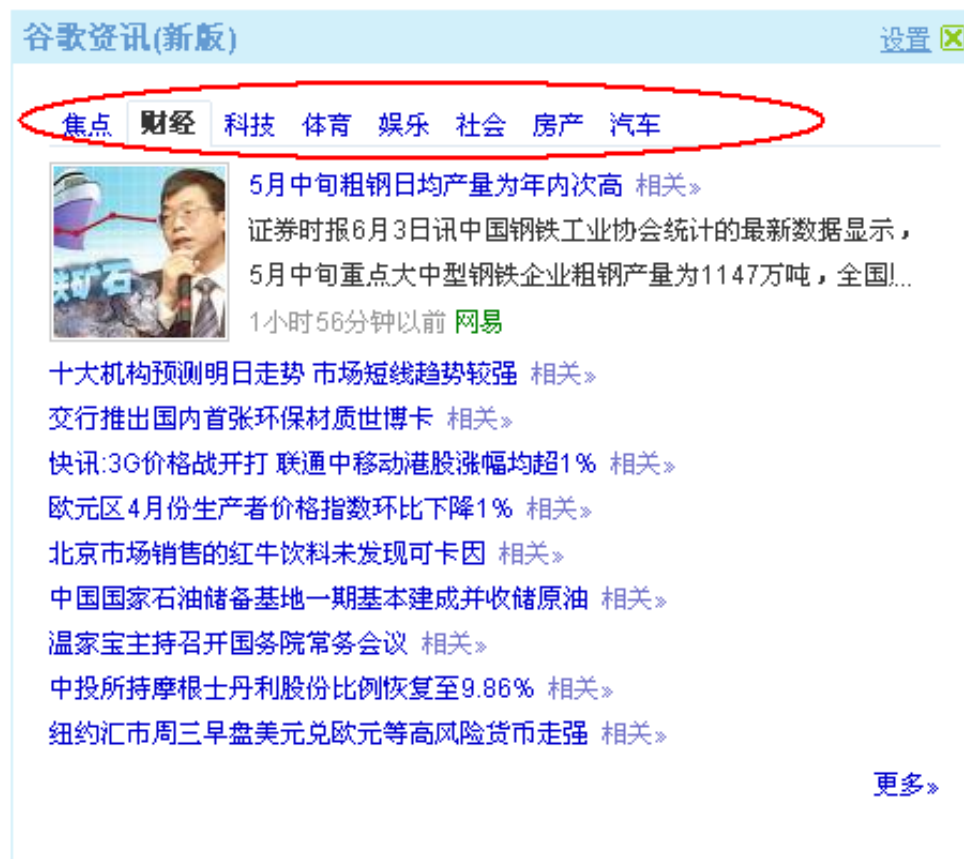 谷歌资讯(新版) 设置
焦点 财经 科技 体育 娱乐 社会 房产 汽车
5月中旬粗钢日均产量为年内次高 相关»
证券时报6月3日讯中国钢铁工业协会统计的最新数据显示，
5月中旬重点大中型钢铁企业粗钢产量为1147万吨，全国!...
1小时56分钟以前 网易
铁矿石
十大机构预测明日走势 市场短线趋势较强 相关»
交行推出国内首张环保材质世博卡 相关»
快讯:3G价格战开打 联通中移动港股涨幅均超1% 相关»
欧元区4月份生产者价格指数环比下降1% 相关»
北京市场销售的红牛饮料未发现可卡因 相关»
中国国家石油储备基地一期基本建成并收储原油 相关»
温家宝主持召开国务院常务会议 相关»
中投所持摩根士丹利股份比例恢复至9.86% 相关»
纽约汇市周三早盘美元兑欧元等高风险货币走强 相关»
更多»